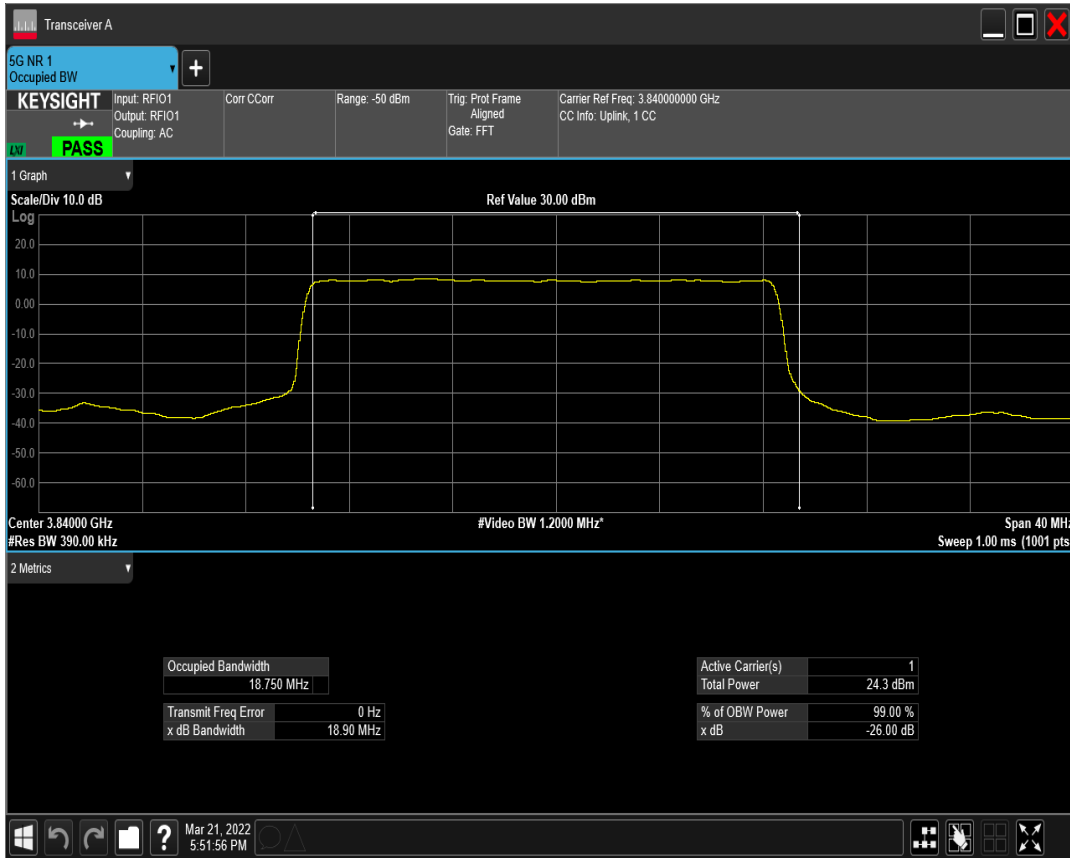 Transceiver A
5G NR 1
Occupied BW
KEYSIGHT
Input: RFIO1
Output: RFIO1
Coupling: AC
Corr CCorr
Range: -50 dBm
Trig: Prot Frame
Aligned
Gate: FFT
Carrier Ref Freq: 3.840000000 GHz
CC Info: Uplink, 1 CC
LXI
PASS
1 Graph
Scale/Div 10.0 dB
Ref Value 30.00 dBm
Log
20.0
10.0
0.00
-10.0
-20.0
-30.0
-40.0
-50.0
-60.0
Center 3.84000 GHz
#Video BW 1.2000 MHz*
Span 40 MHz
#Res BW 390.00 kHz
Sweep 1.00 ms (1001 pts
2 Metrics
Occupied Bandwidth
18.750 MHz
Transmit Freq Error 0 Hz
x dB Bandwidth 18.90 MHz
Active Carrier(s) 1
Total Power 24.3 dBm
% of OBW Power 99.00 %
x dB -26.00 dB
?
Mar 21, 2022
5:51:56 PM